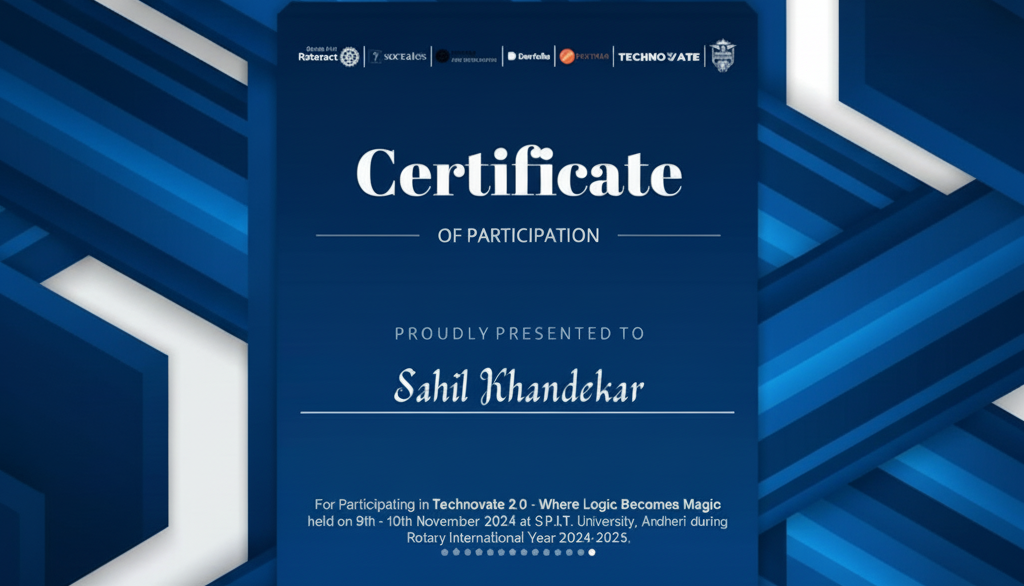 Rotaract | | | Dorfolla | | TECHNOVATE |
Certificate
OF PARTICIPATION
PROUDLY PRESENTED TO
Sahil Khandekar
For Participating in Technovate 2.0 - Where Logic Becomes Magic
held on 9th - 10th November 2024 at S.P.I.T. University, Andheri during
Rotary International Year 2024-2025.